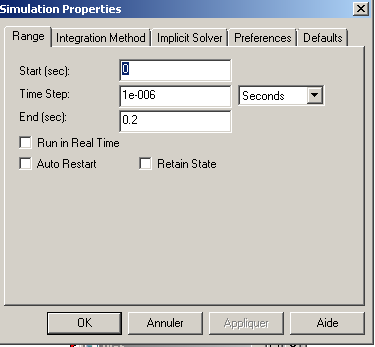 Simulation Properties
Range Integration Method Implicit Solver Preferences Defaults
Start (sec): 0
Time Step: 1e-006 Seconds
End (sec): 0.2
Run in Real Time
Auto Restart Retain State
OK Annuler Appliquer Aide